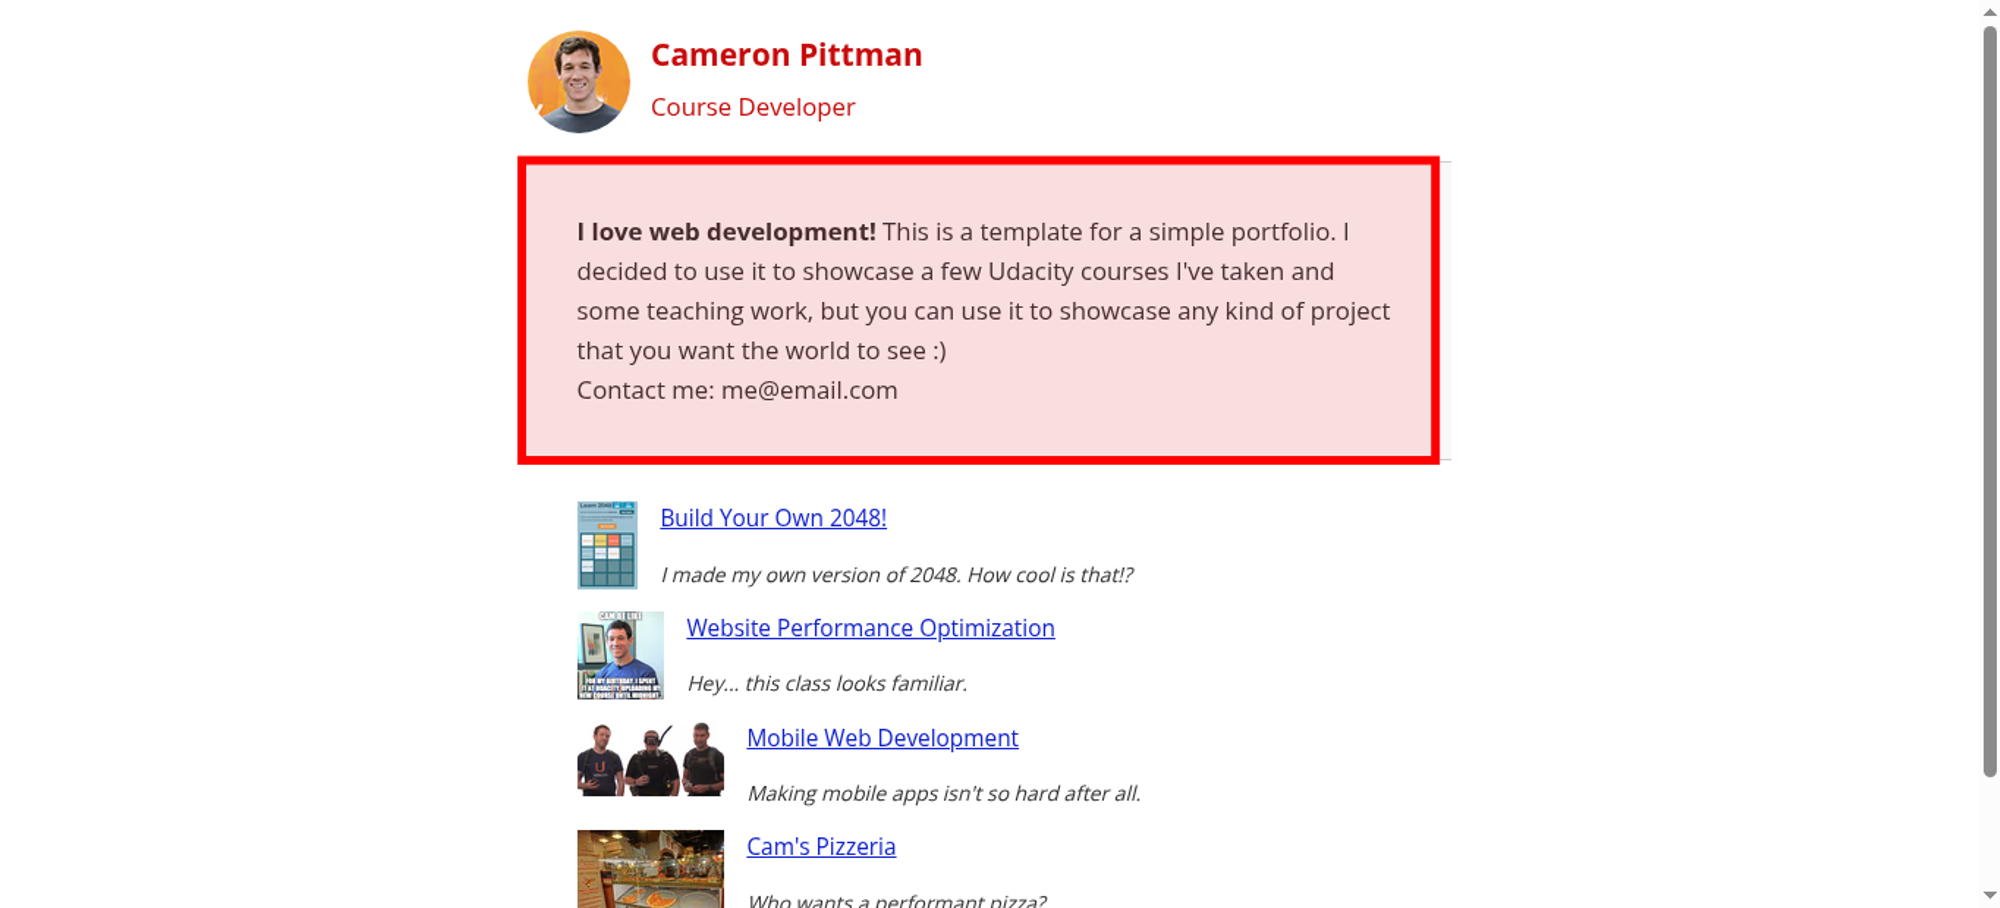 Cameron Pittman
Course Developer
I love web development! This is a template for a simple portfolio. I
decided to use it to showcase a few Udacity courses I've taken and
some teaching work, but you can use it to showcase any kind of project
that you want the world to see :)
Contact me: me@email.com
Build Your Own 2048!
I made my own version of 2048. How cool is that!?
CAM BE LIKE
Website Performance Optimization
Hey... this class looks familiar.
Mobile Web Development
Making mobile apps isn't so hard after all.
Cam's Pizzeria
Who wants a performant pizza?